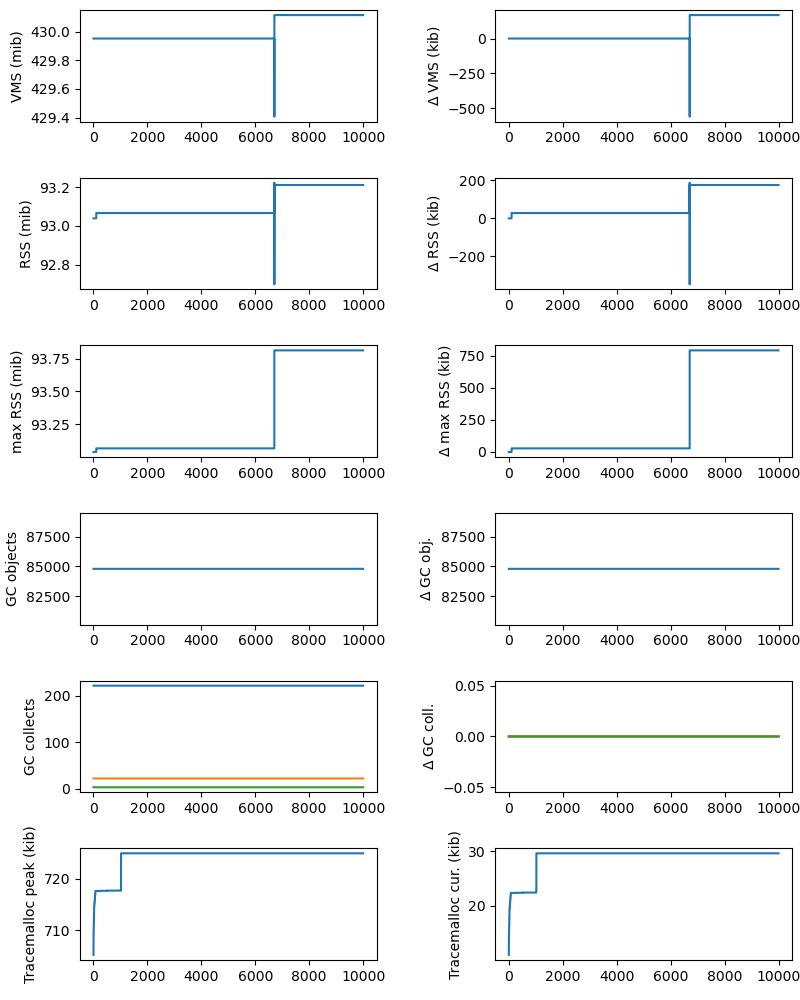 VMS (mib)
430.0
429.8
429.6
429.4
0 2000 4000 6000 8000 10000
Δ VMS (kib)
0
−250
−500
0 2000 4000 6000 8000 10000
RSS (mib)
93.2
93.0
92.8
0 2000 4000 6000 8000 10000
Δ RSS (kib)
200
0
−200
0 2000 4000 6000 8000 10000
max RSS (mib)
93.75
93.50
93.25
0 2000 4000 6000 8000 10000
Δ max RSS (kib)
750
500
250
0
0 2000 4000 6000 8000 10000
GC objects
87500
85000
82500
0 2000 4000 6000 8000 10000
Δ GC obj.
87500
85000
82500
0 2000 4000 6000 8000 10000
GC collects
200
100
0
0 2000 4000 6000 8000 10000
Δ GC coll.
0.05
0.00
−0.05
0 2000 4000 6000 8000 10000
Tracemalloc peak (kib)
720
710
0 2000 4000 6000 8000 10000
Tracemalloc cur. (kib)
30
20
0 2000 4000 6000 8000 10000